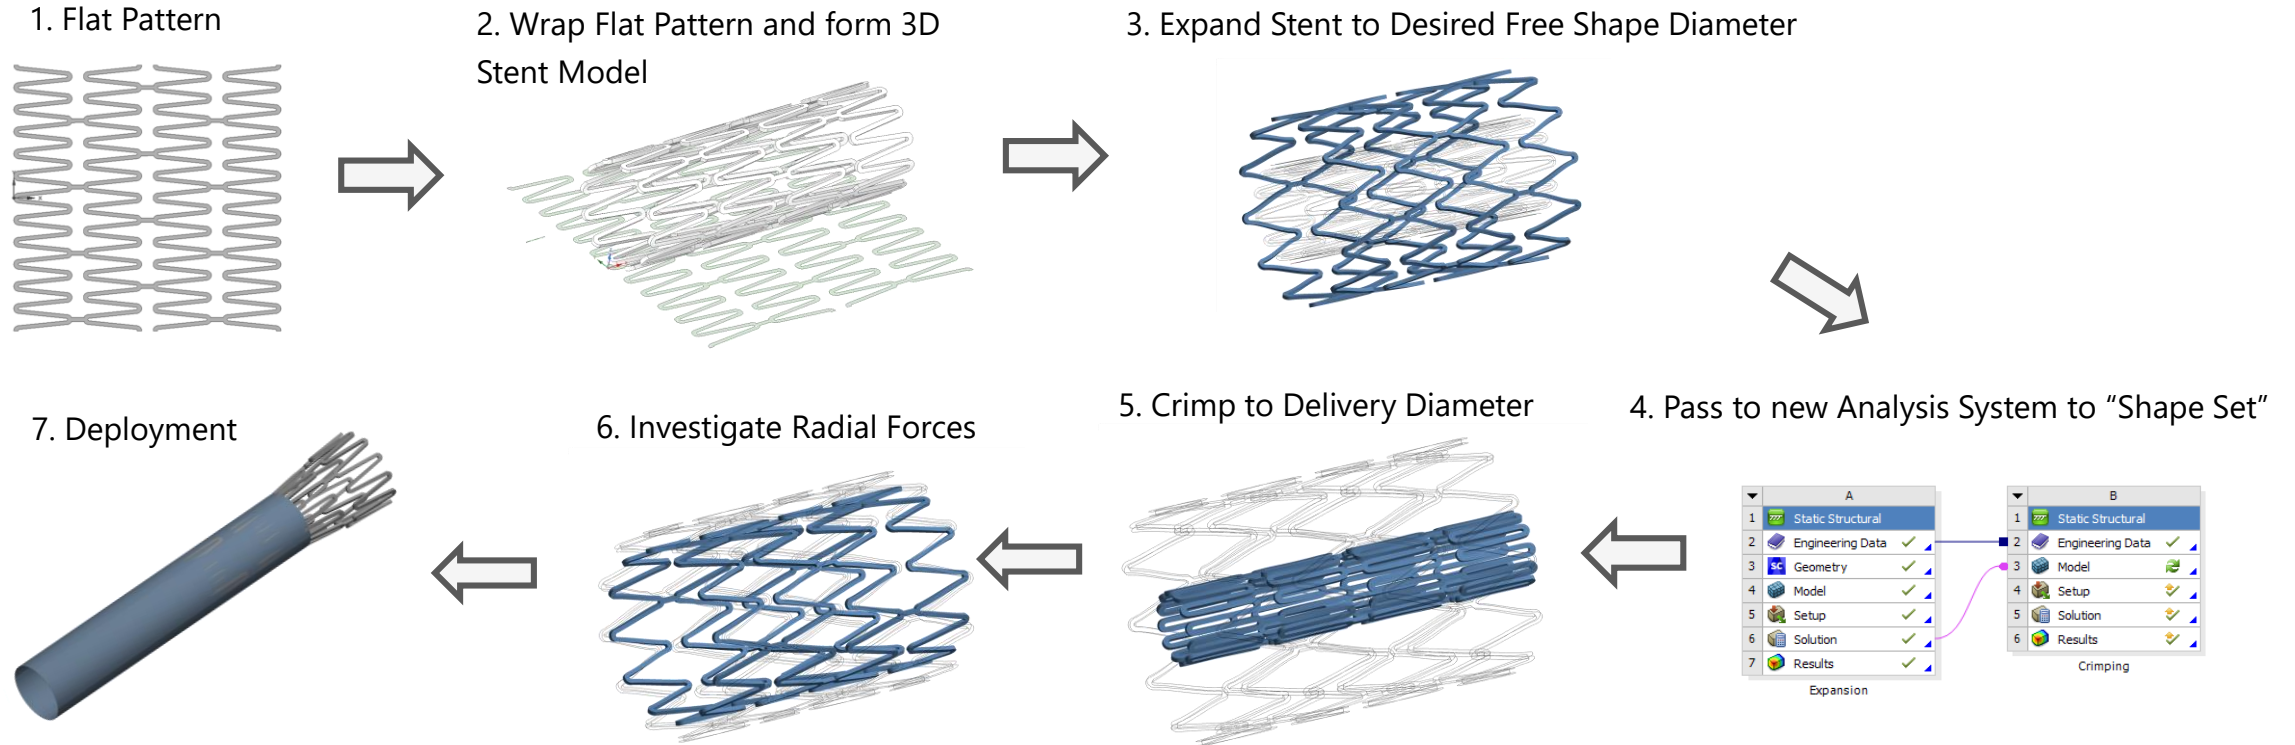 1. Flat Pattern
2. Wrap Flat Pattern and form 3D
Stent Model
3. Expand Stent to Desired Free Shape Diameter
4. Pass to new Analysis System to “Shape Set”
A
1 Static Structural
2 Engineering Data
3 SC Geometry
4 Model
5 Setup
6 Solution
7 Results
Expansion
B
1 Static Structural
2 Engineering Data
3 Model
4 Setup
5 Solution
6 Results
Crimping
5. Crimp to Delivery Diameter
6. Investigate Radial Forces
7. Deployment